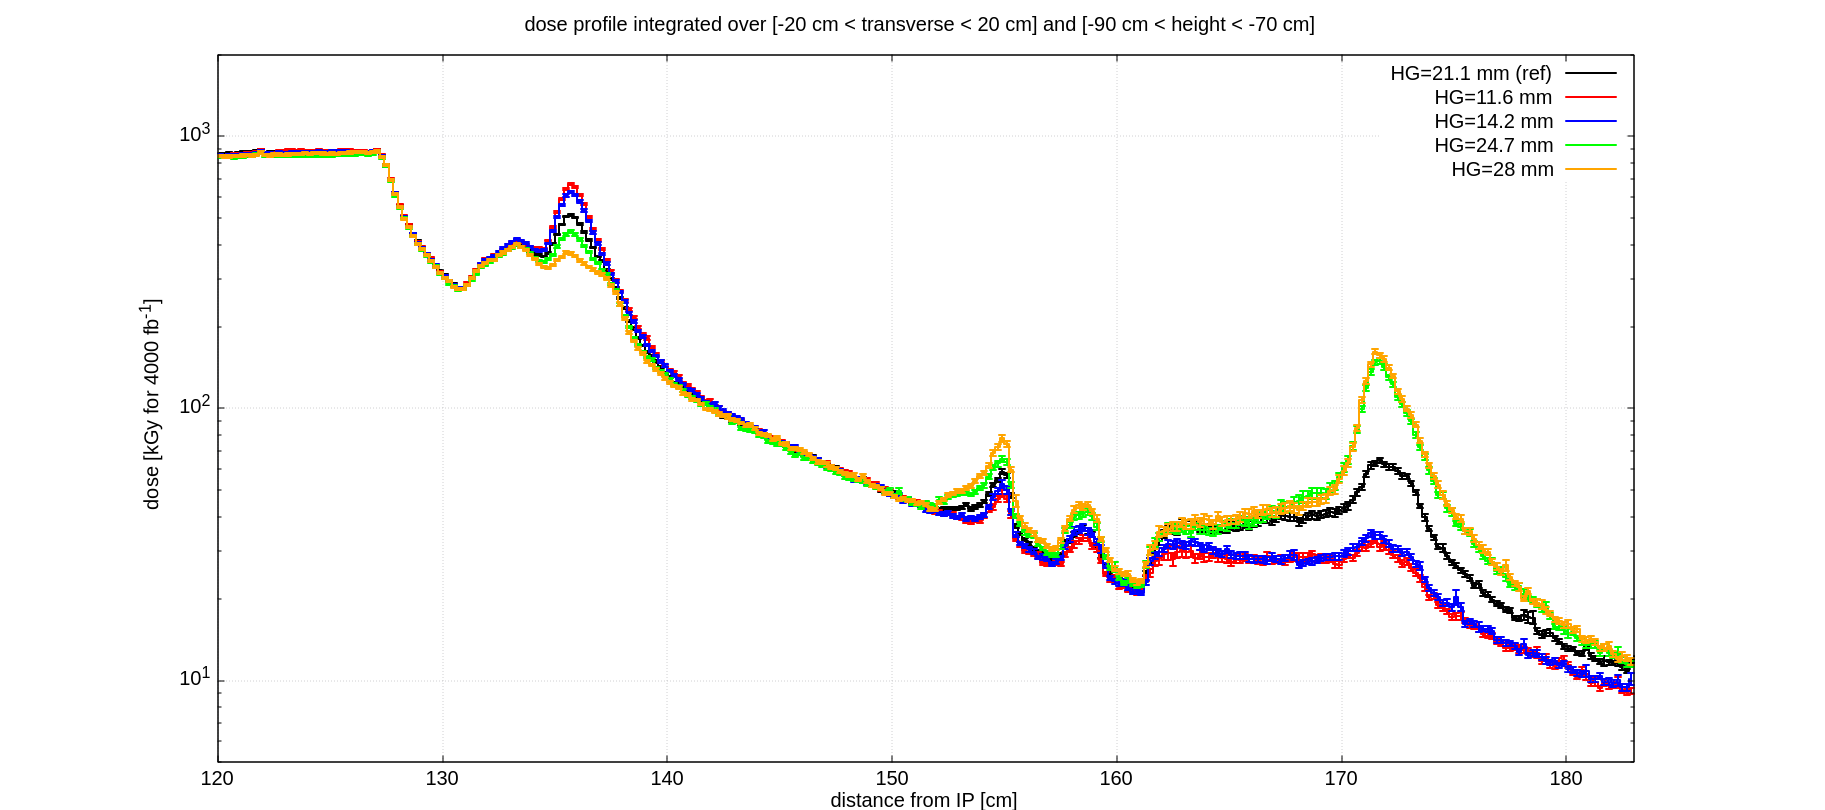 dose profile integrated over [-20 cm < transverse < 20 cm] and [-90 cm < height < -70 cm]
HG=21.1 mm (ref)
HG=11.6 mm
HG=14.2 mm
HG=24.7 mm
HG=28 mm
dose [kGy for 4000 fb⁻¹]
10³
10²
10¹
120 130 140 150 160 170 180
distance from IP [cm]